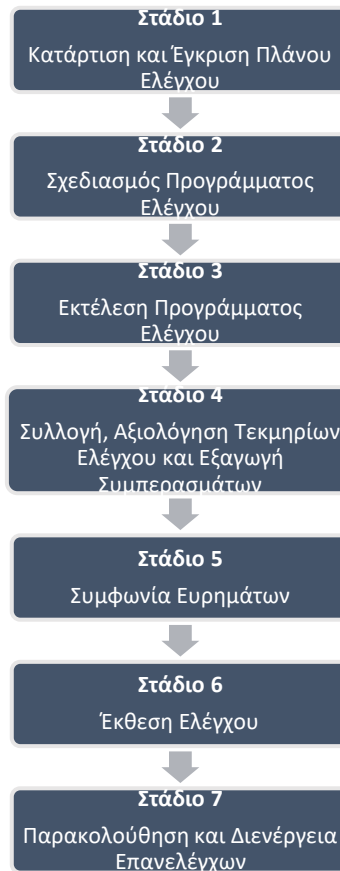 Στάδιο 1
Κατάρτιση και Έγκριση Πλάνου
Ελέγχου
Στάδιο 2
Σχεδιασμός Προγράμματος
Ελέγχου
Στάδιο 3
Εκτέλεση Προγράμματος
Ελέγχου
Στάδιο 4
Συλλογή, Αξιολόγηση Τεκμηρίων
Ελέγχου και Εξαγωγή
Συμπερασμάτων
Στάδιο 5
Συμφωνία Ευρημάτων
Στάδιο 6
Έκθεση Ελέγχου
Στάδιο 7
Παρακολούθηση και Διενέργεια
Επανελέγχων